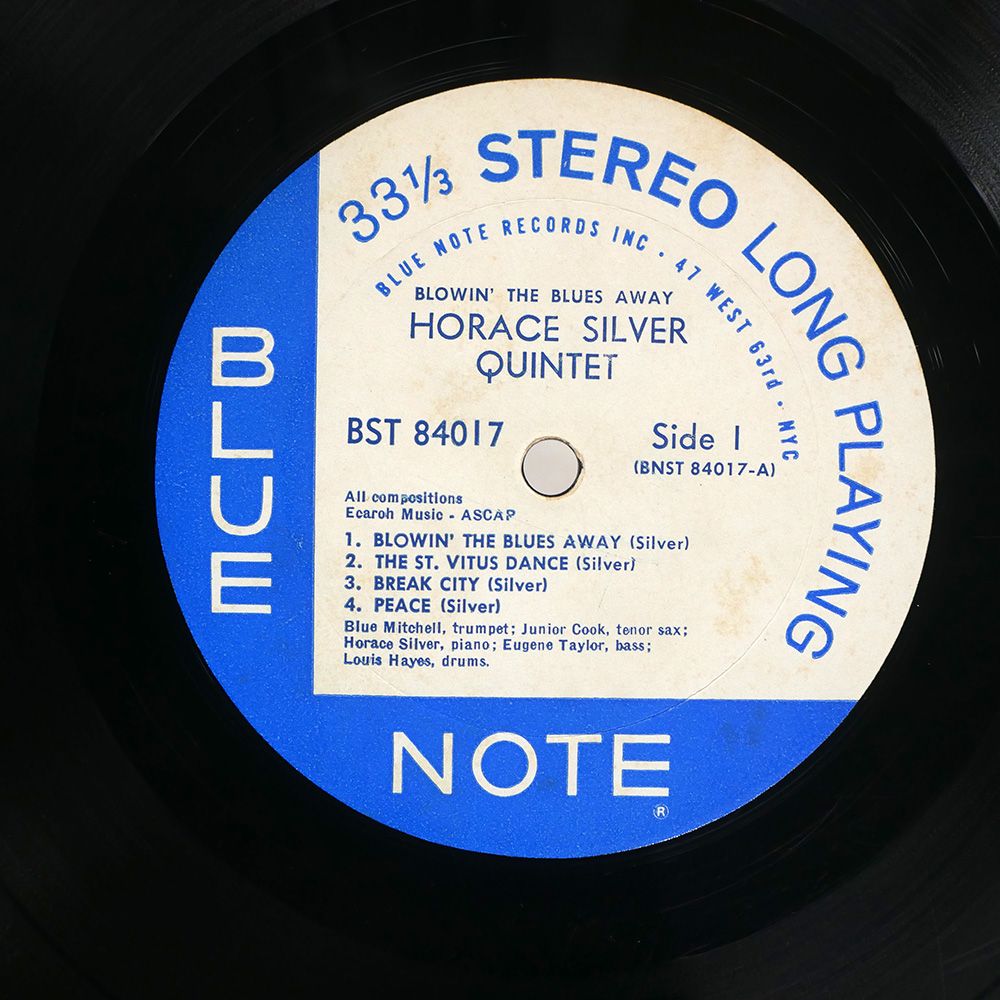 33⅓ STEREO LONG PLAYING
BLUE NOTE RECORDS INC · 47 WEST 63rd · NYC
BLOWIN' THE BLUES AWAY
HORACE SILVER
QUINTET
BST 84017
Side 1
(BNST 84017-A)
All compositions
Ecaroh Music - ASCAP
1. BLOWIN' THE BLUES AWAY (Silver)
2. THE ST. VITUS DANCE (Silver)
3. BREAK CITY (Silver)
4. PEACE (Silver)
Blue Mitchell, trumpet; Junior Cook, tenor sax;
Horace Silver, piano; Eugene Taylor, bass;
Louis Hayes, drums.
BLUE
NOTE
®